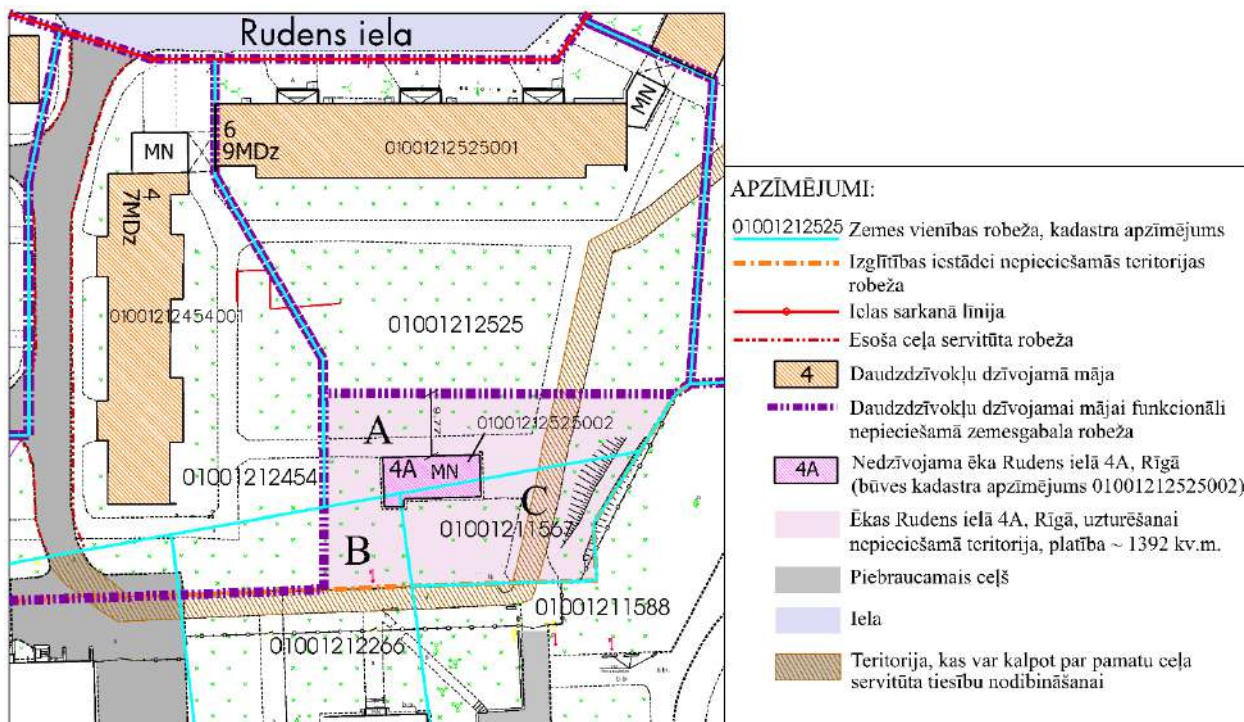 Rudens iela
MN
6
9MDz
01001212525001
MN
4
7MDz
01001212454001
01001212525
A
9.77
01001212525002
4A MN
01001212454
C
01001211567
B
01001211588
01001212266
MN
APZĪMĒJUMI:
01001212525 Zemes vienības robeža, kadastra apzīmējums
Izglītības iestādei nepieciešamās teritorijas
robeža
Ielas sarkanā līnija
Esoša ceļa servitūta robeža
4 Daudzdzīvokļu dzīvojamā māja
Daudzdzīvokļu dzīvojamai mājai funkcionāli
nepieciešamā zemesgabala robeža
4A Nedzīvojama ēka Rudens ielā 4A, Rīgā
(būves kadastra apzīmējums 01001212525002)
Ēkas Rudens ielā 4A, Rīgā, uzturēšanai
nepieciešamā teritorija, platība ~ 1392 kv.m.
Piebraucamais ceļš
Iela
Teritorija, kas var kalpot par pamatu ceļa
servitūta tiesību nodibināšanai